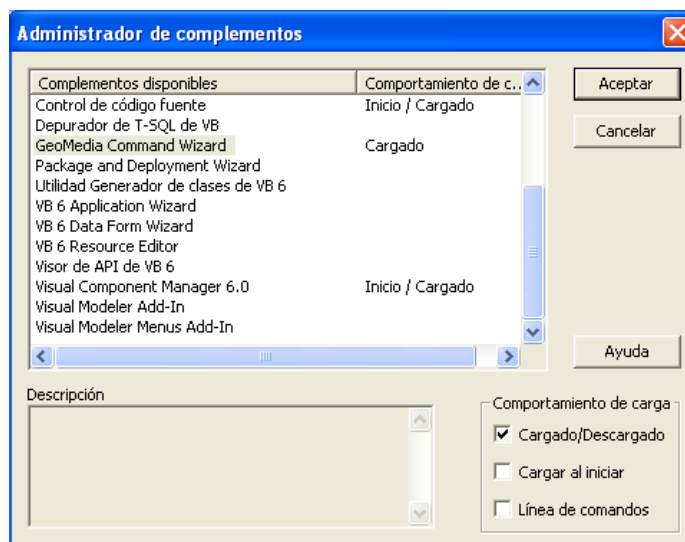 Administrador de complementos
Complementos disponibles Comportamiento de c..
Control de código fuente Inicio / Cargado
Depurador de T-SQL de VB
GeoMedia Command Wizard Cargado
Package and Deployment Wizard
Utilidad Generador de clases de VB 6
VB 6 Application Wizard
VB 6 Data Form Wizard
VB 6 Resource Editor
Visor de API de VB 6
Visual Component Manager 6.0 Inicio / Cargado
Visual Modeler Add-In
Visual Modeler Menus Add-In
Aceptar
Cancelar
Ayuda
Descripción
Comportamiento de carga
Cargado/Descargado
Cargar al iniciar
Línea de comandos